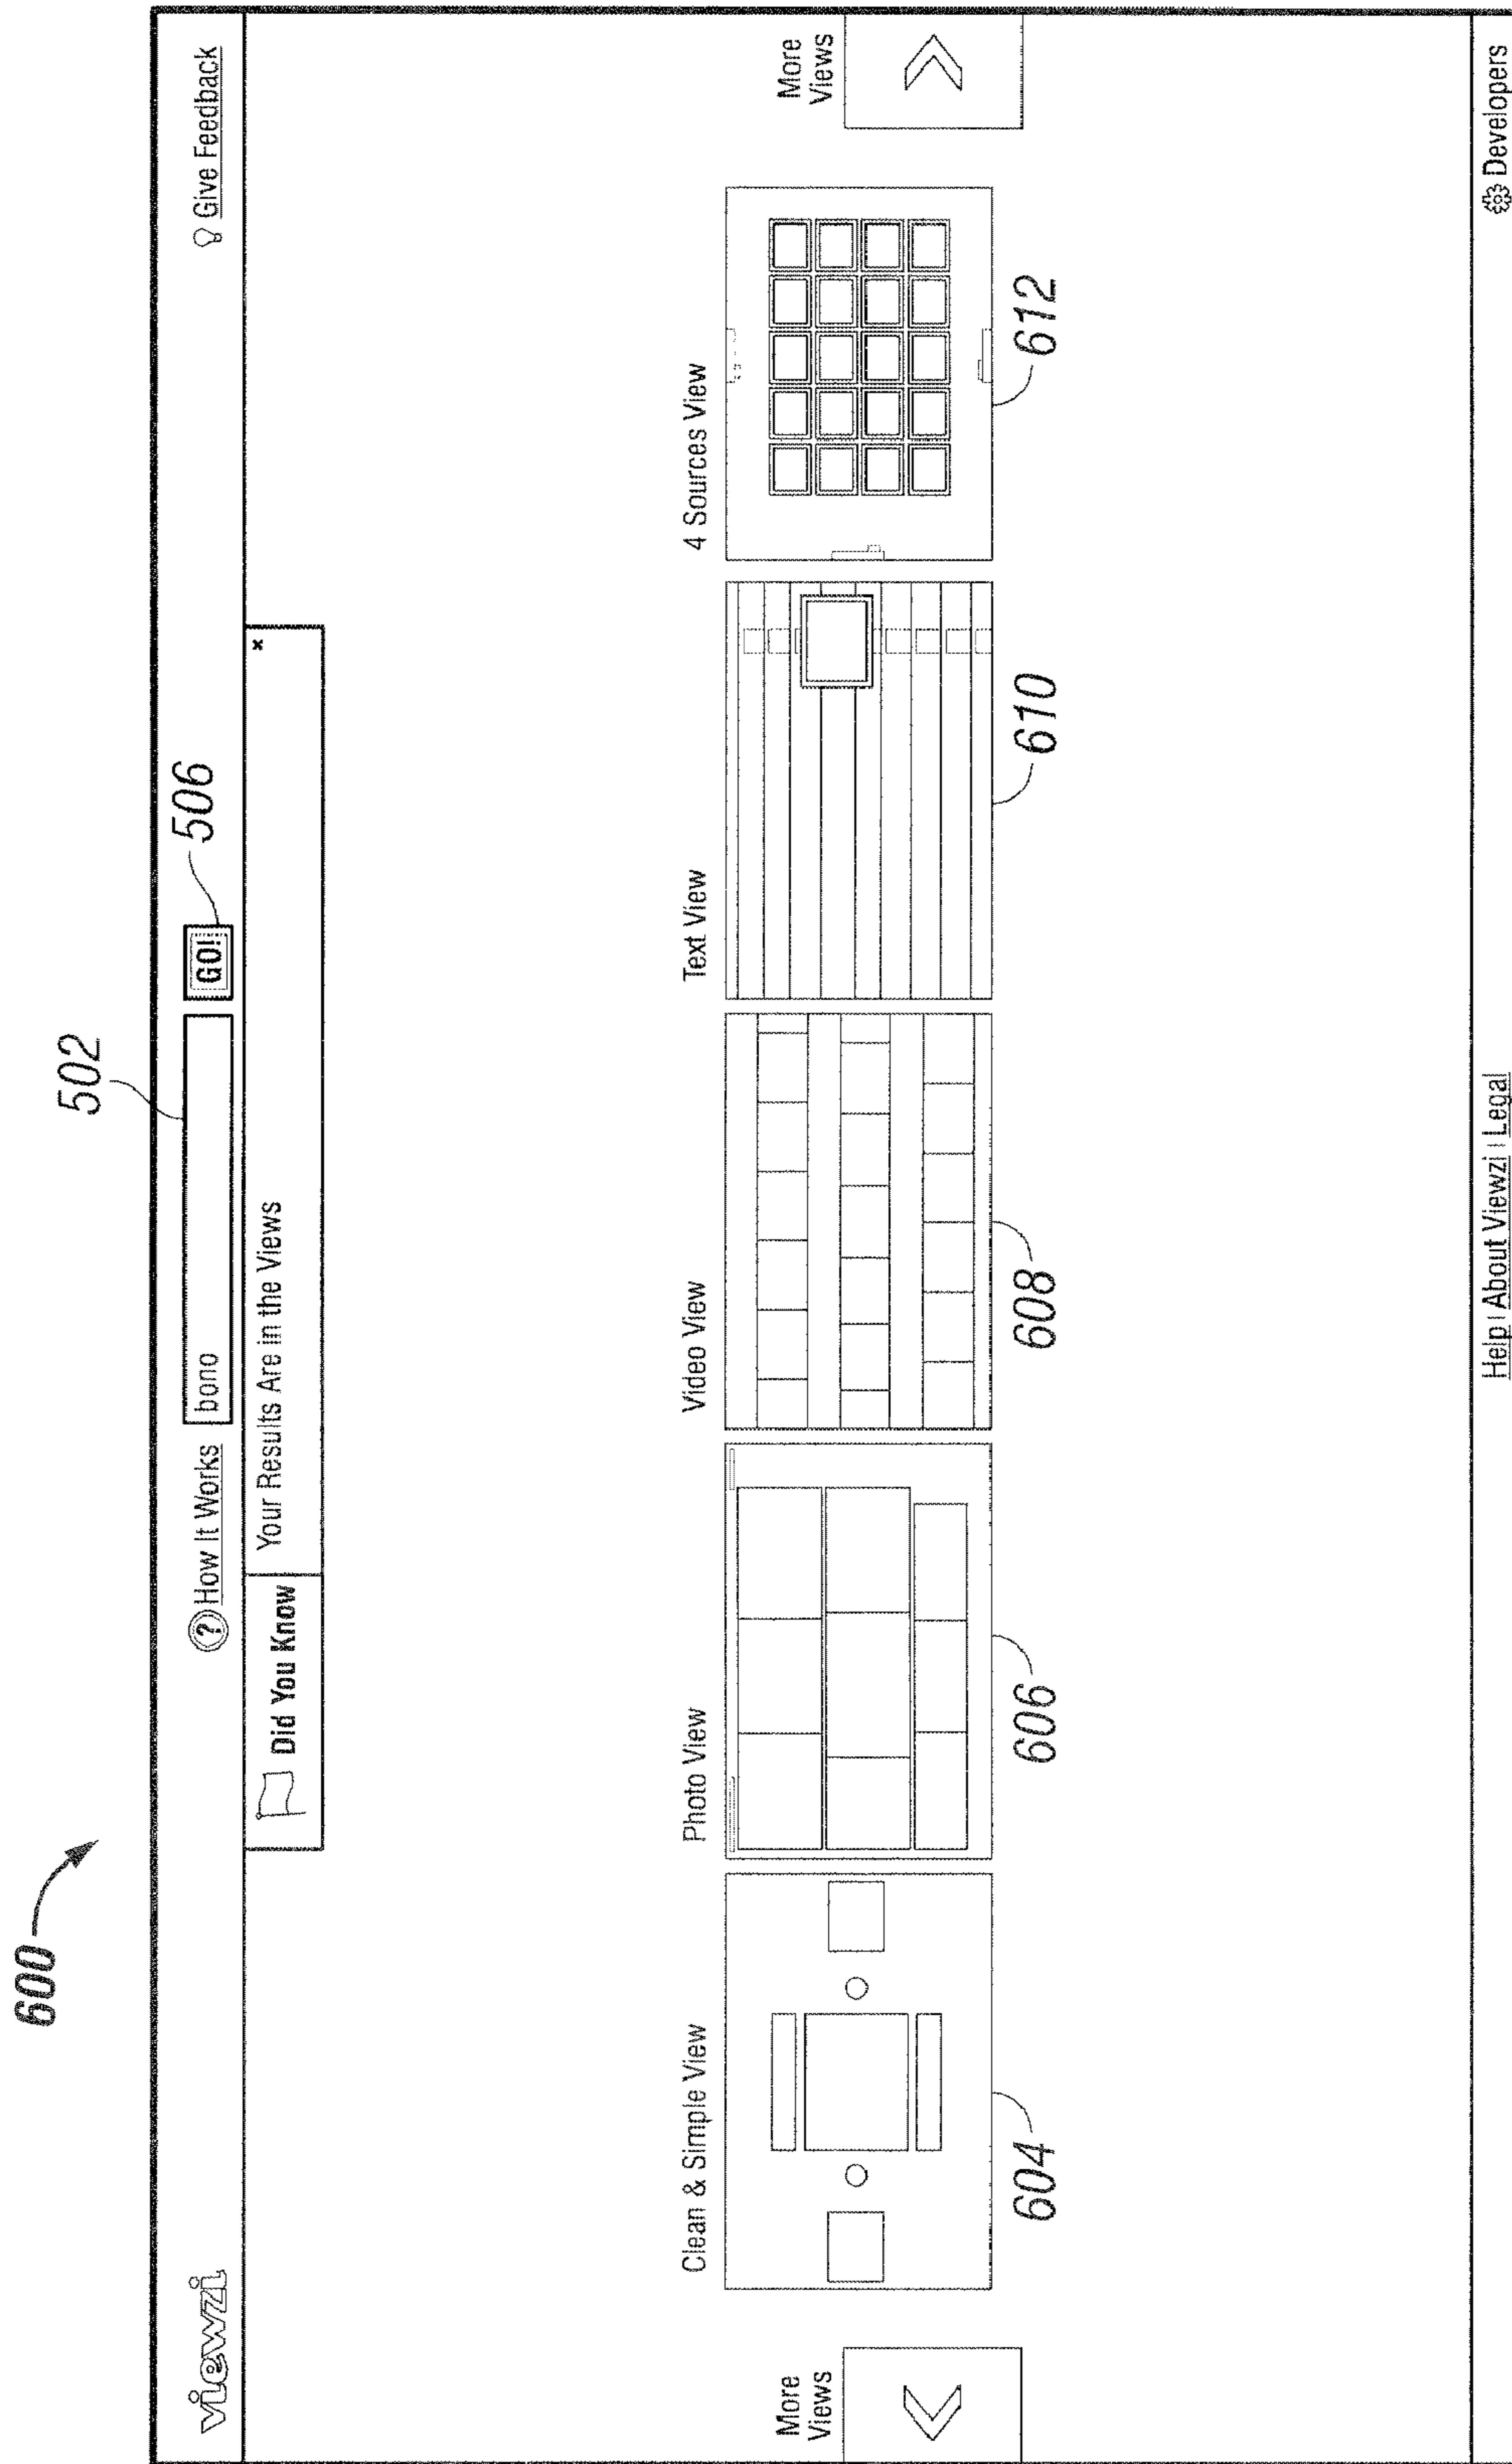 600
502
viewzi
? How It Works
bono
GO!
506
Give Feedback
Did You Know
Your Results Are in the Views
x
More
Views
Clean & Simple View
Photo View
Video View
Text View
4 Sources View
More
Views
604
606
608
610
612
Help | About Viewzi | Legal
Developers